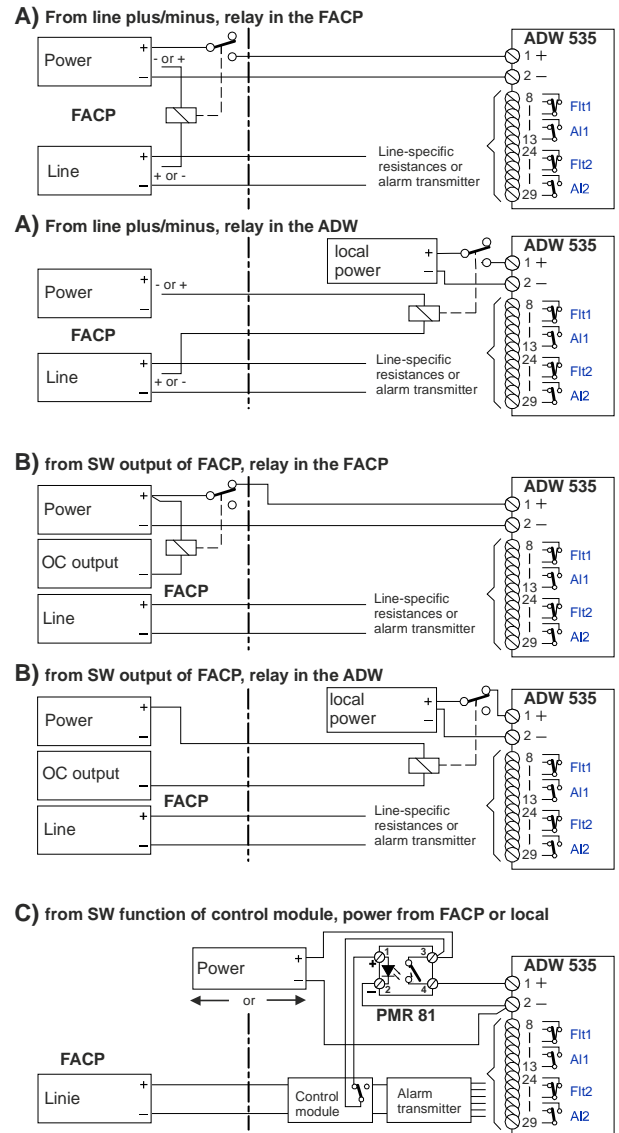 A) From line plus/minus, relay in the FACP
ADW 535
Power
+
−
- or +
1 +
2 −
FACP
8
Flt1
Al1
13
24
Flt2
Al2
29
Line
+
−
+ or -
Line-specific
resistances or
alarm transmitter
A) From line plus/minus, relay in the ADW
local
power
+
−
ADW 535
1 +
2 −
Power
+
−
- or +
FACP
8
Flt1
Al1
13
24
Flt2
Al2
29
Line
+
−
+ or -
Line-specific
resistances or
alarm transmitter
B) from SW output of FACP, relay in the FACP
ADW 535
Power
+
−
1 +
2 −
OC output
−
FACP
8
Flt1
Al1
13
24
Flt2
Al2
29
Line
+
−
Line-specific
resistances or
alarm transmitter
B) from SW output of FACP, relay in the ADW
local
power
+
−
ADW 535
1 +
2 −
Power
+
−
OC output
−
FACP
8
Flt1
Al1
13
24
Flt2
Al2
29
Line
+
−
Line-specific
resistances or
alarm transmitter
C) from SW function of control module, power from FACP or local
Power
+
−
or
+
1
3
−
2
4
PMR 81
ADW 535
1 +
2 −
8
Flt1
Al1
13
24
Flt2
Al2
29
FACP
Linie
+
−
Control
module
Alarm
transmitter